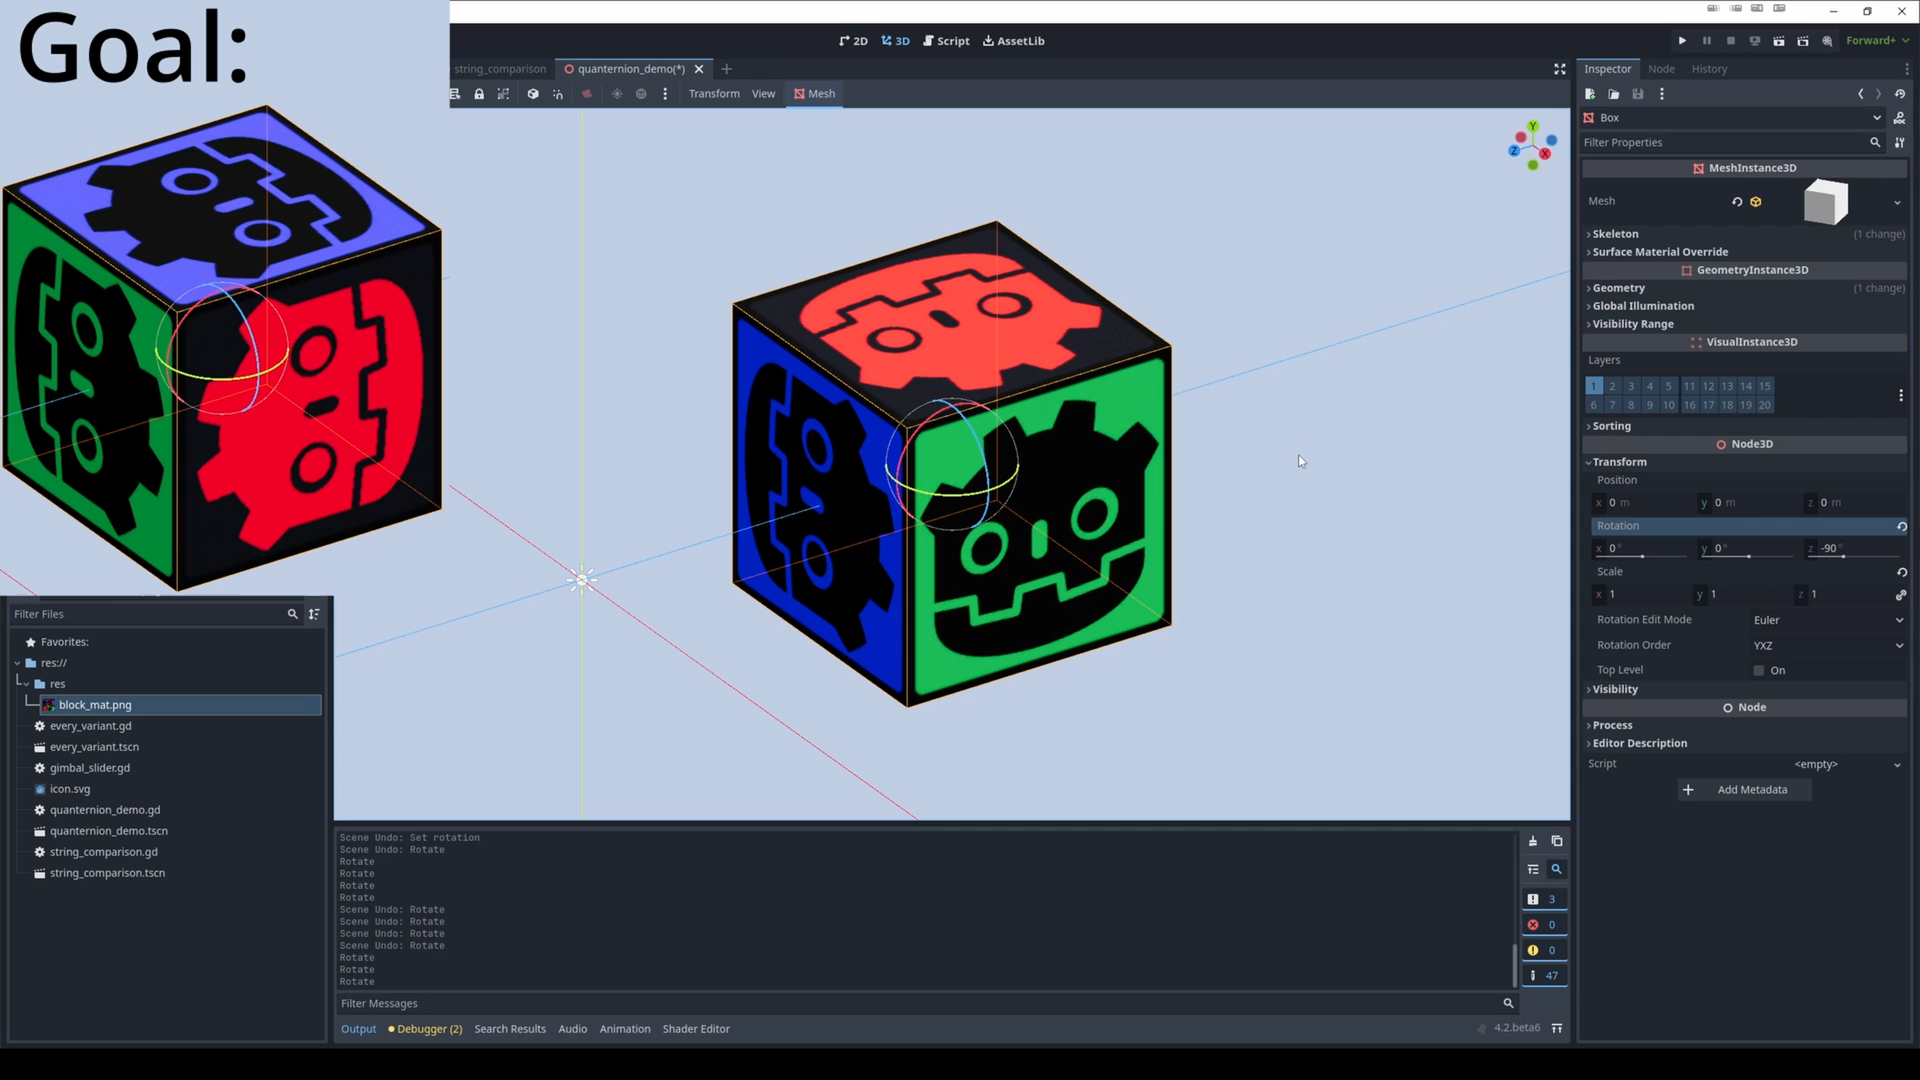 Goal:
2D 3D Script AssetLib
Forward+
string_comparison quanternion_demo(*)
Transform View Mesh
Y
Z X
Inspector Node History
Box
Filter Properties
MeshInstance3D
Mesh
Skeleton (1 change)
Surface Material Override
GeometryInstance3D
Geometry (1 change)
Global Illumination
Visibility Range
VisualInstance3D
Layers
1 2 3 4 5 11 12 13 14 15
6 7 8 9 10 16 17 18 19 20
Sorting
Node3D
Transform
Position
x 0 m y 0 m z 0 m
Rotation
x 0° y 0° z -90°
Scale
x 1 y 1 z 1
Rotation Edit Mode Euler
Rotation Order YXZ
Top Level On
Visibility
Node
Process
Editor Description
Script <empty>
Add Metadata
Filter Files
Favorites:
res://
res
block_mat.png
every_variant.gd
every_variant.tscn
gimbal_slider.gd
icon.svg
quanternion_demo.gd
quanternion_demo.tscn
string_comparison.gd
string_comparison.tscn
Scene Undo: Set rotation
Scene Undo: Rotate
Rotate
Rotate
Rotate
Rotate
Scene Undo: Rotate
Scene Undo: Rotate
Scene Undo: Rotate
Scene Undo: Rotate
Rotate
Rotate
Rotate
3
0
0
47
Filter Messages
Output Debugger (2) Search Results Audio Animation Shader Editor
4.2.beta6